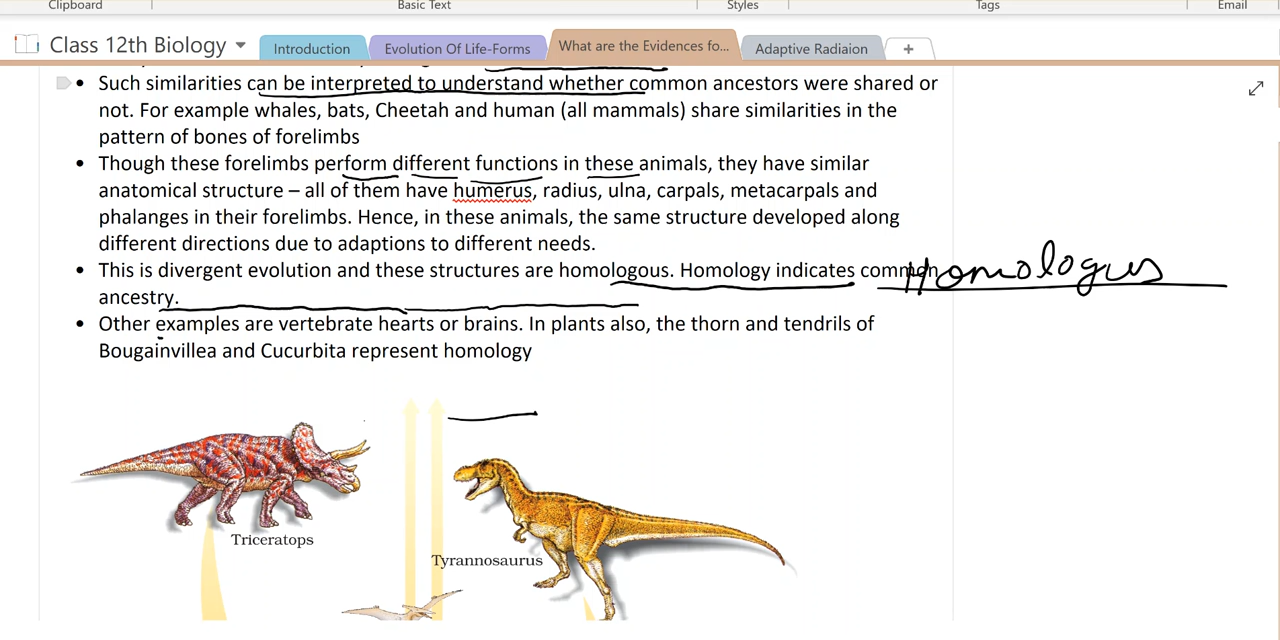 Clipboard Basic Text Styles Tags Email
Class 12th Biology Introduction Evolution Of Life-Forms What are the Evidences fo... Adaptive Radiaion +
Such similarities can be interpreted to understand whether common ancestors were shared or
not. For example whales, bats, Cheetah and human (all mammals) share similarities in the
pattern of bones of forelimbs
Though these forelimbs perform different functions in these animals, they have similar
anatomical structure – all of them have humerus, radius, ulna, carpals, metacarpals and
phalanges in their forelimbs. Hence, in these animals, the same structure developed along
different directions due to adaptions to different needs.
This is divergent evolution and these structures are homologous. Homology indicates common
Homologus
ancestry.
Other examples are vertebrate hearts or brains. In plants also, the thorn and tendrils of
Bougainvillea and Cucurbita represent homology
Triceratops
Tyrannosaurus